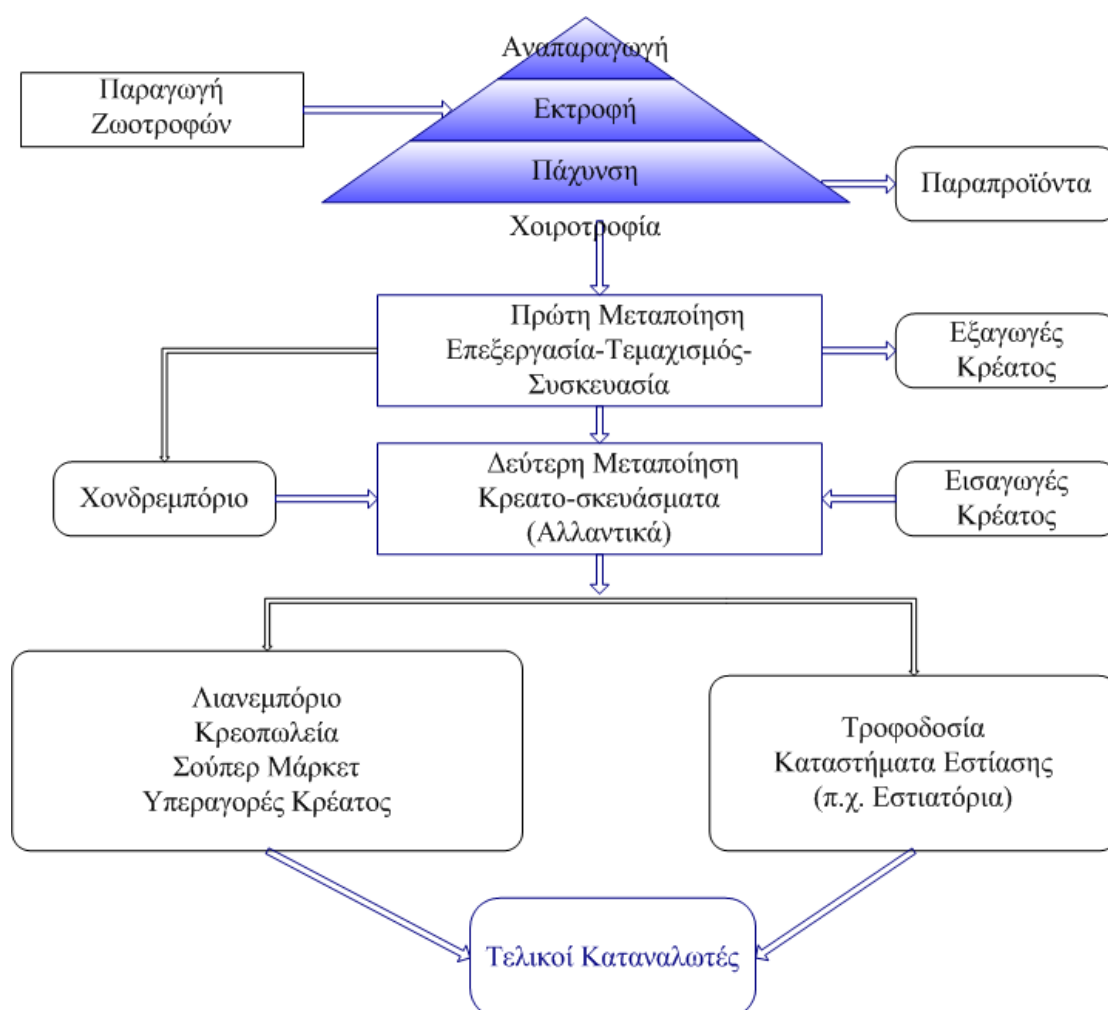 Αναπαραγωγή
Παραγωγή
Ζωοτροφών
Εκτροφή
Πάχυνση
Παραπροϊόντα
Χοιροτροφία
Πρώτη Μεταποίηση
Επεξεργασία-Τεμαχισμός-
Συσκευασία
Εξαγωγές
Κρέατος
Χονδρεμπόριο
Δεύτερη Μεταποίηση
Κρεατο-σκευάσματα
(Αλλαντικά)
Εισαγωγές
Κρέατος
Λιανεμπόριο
Κρεοπωλεία
Σούπερ Μάρκετ
Υπεραγορές Κρέατος
Τροφοδοσία
Καταστήματα Εστίασης
(π.χ. Εστιατόρια)
Τελικοί Καταναλωτές